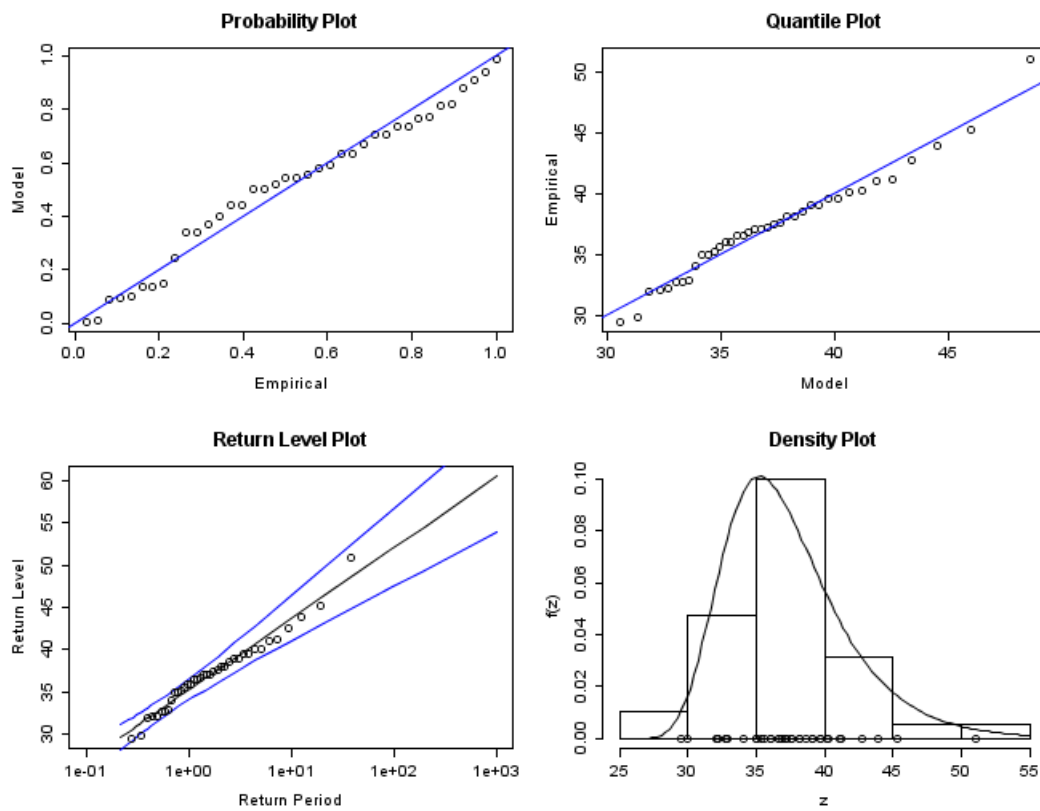 Probability Plot
Model
0.0 0.2 0.4 0.6 0.8 1.0
0.0 0.2 0.4 0.6 0.8 1.0
Empirical
Quantile Plot
Empirical
30 35 40 45 50
30 35 40 45
Model
Return Level Plot
Return Level
30 35 40 45 50 55 60
1e-01 1e+00 1e+01 1e+02 1e+03
Return Period
Density Plot
f(z)
0.00 0.02 0.04 0.06 0.08 0.10
25 30 35 40 45 50 55
z